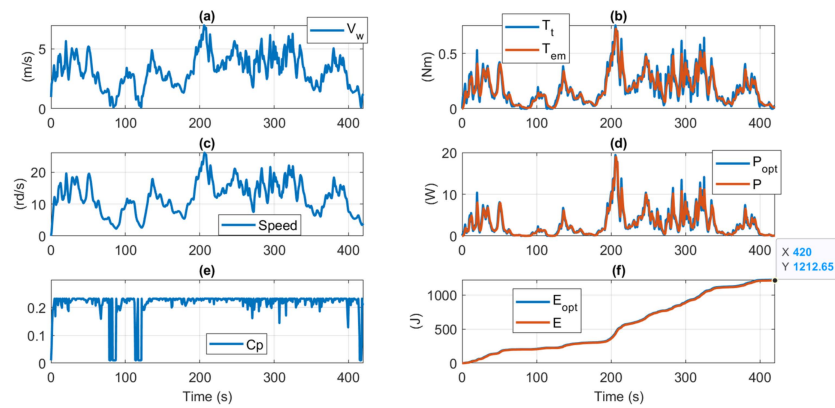 (a)
V_w
(m/s)
5
0
0 100 200 300 400
(b)
T_t
T_em
(Nm)
0.5
0
0 100 200 300 400
(c)
Speed
(rd/s)
20
10
0
0 100 200 300 400
(d)
P_opt
P
(W)
20
10
0
0 100 200 300 400
X 420
Y 1212.65
(e)
Cp
0.2
0.1
0
0 100 200 300 400
Time (s)
(f)
E_opt
E
(J)
1000
500
0
0 100 200 300 400
Time (s)